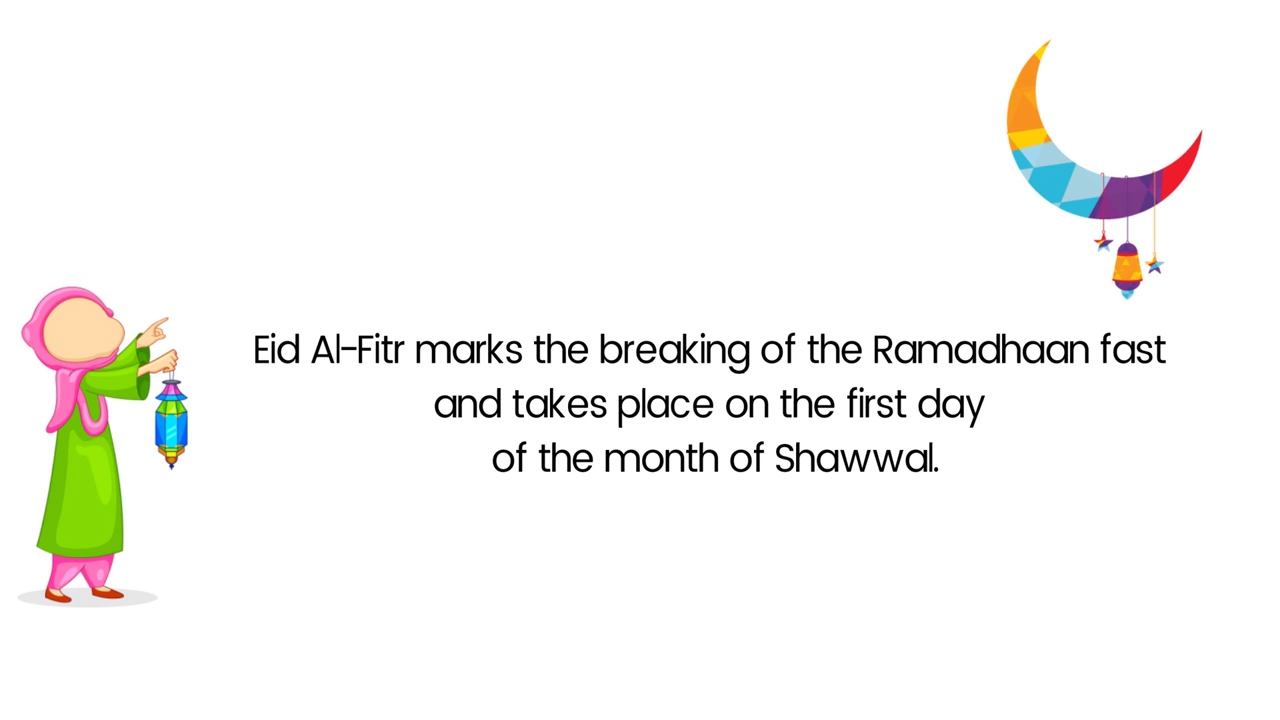 Eid Al-Fitr marks the breaking of the Ramadhaan fast
and takes place on the first day
of the month of Shawwal.